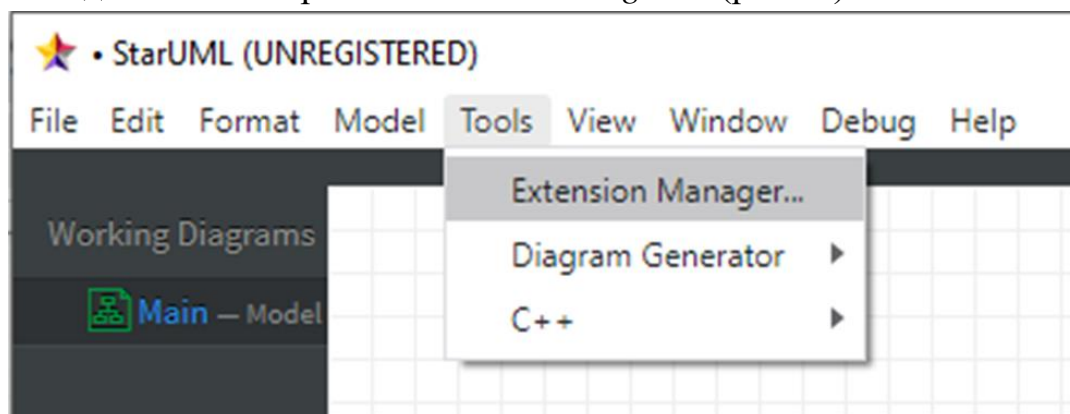 • StarUML (UNREGISTERED)
File Edit Format Model Tools View Window Debug Help
Extension Manager...
Working Diagrams
Diagram Generator
Main — Model
C++